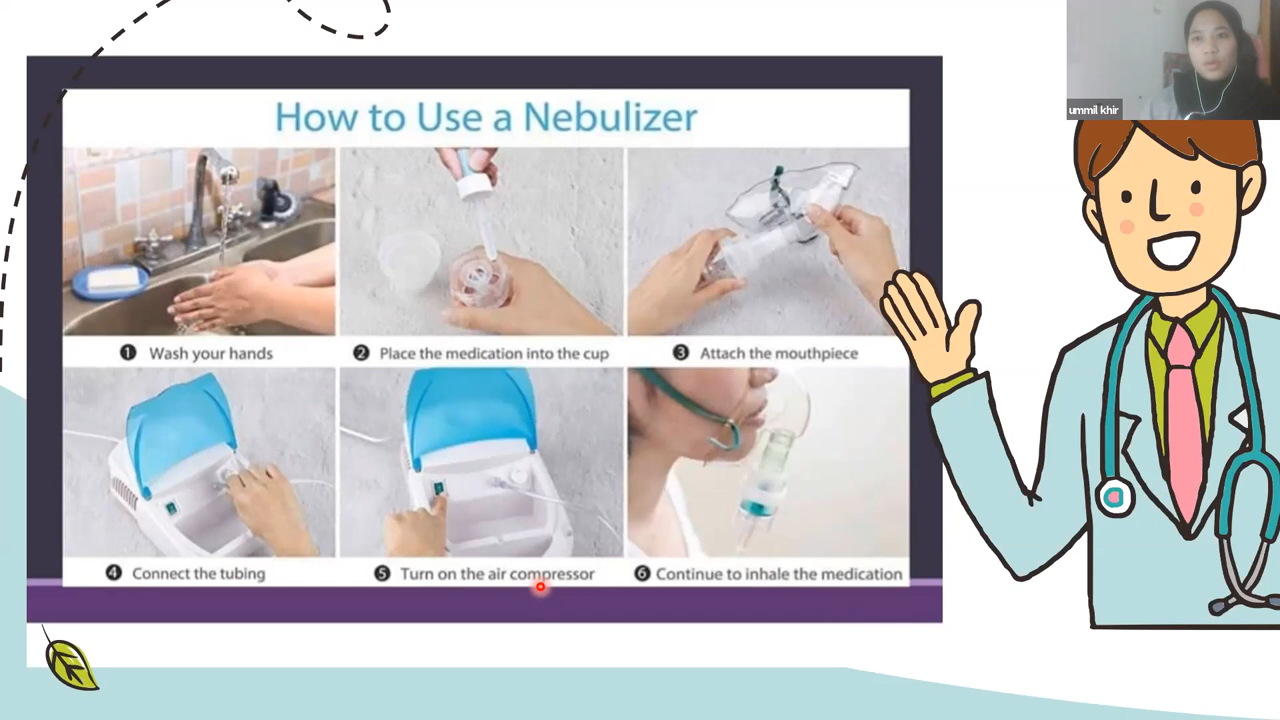 ummil khir
How to Use a Nebulizer
1 Wash your hands
2 Place the medication into the cup
3 Attach the mouthpiece
4 Connect the tubing
5 Turn on the air compressor
6 Continue to inhale the medication